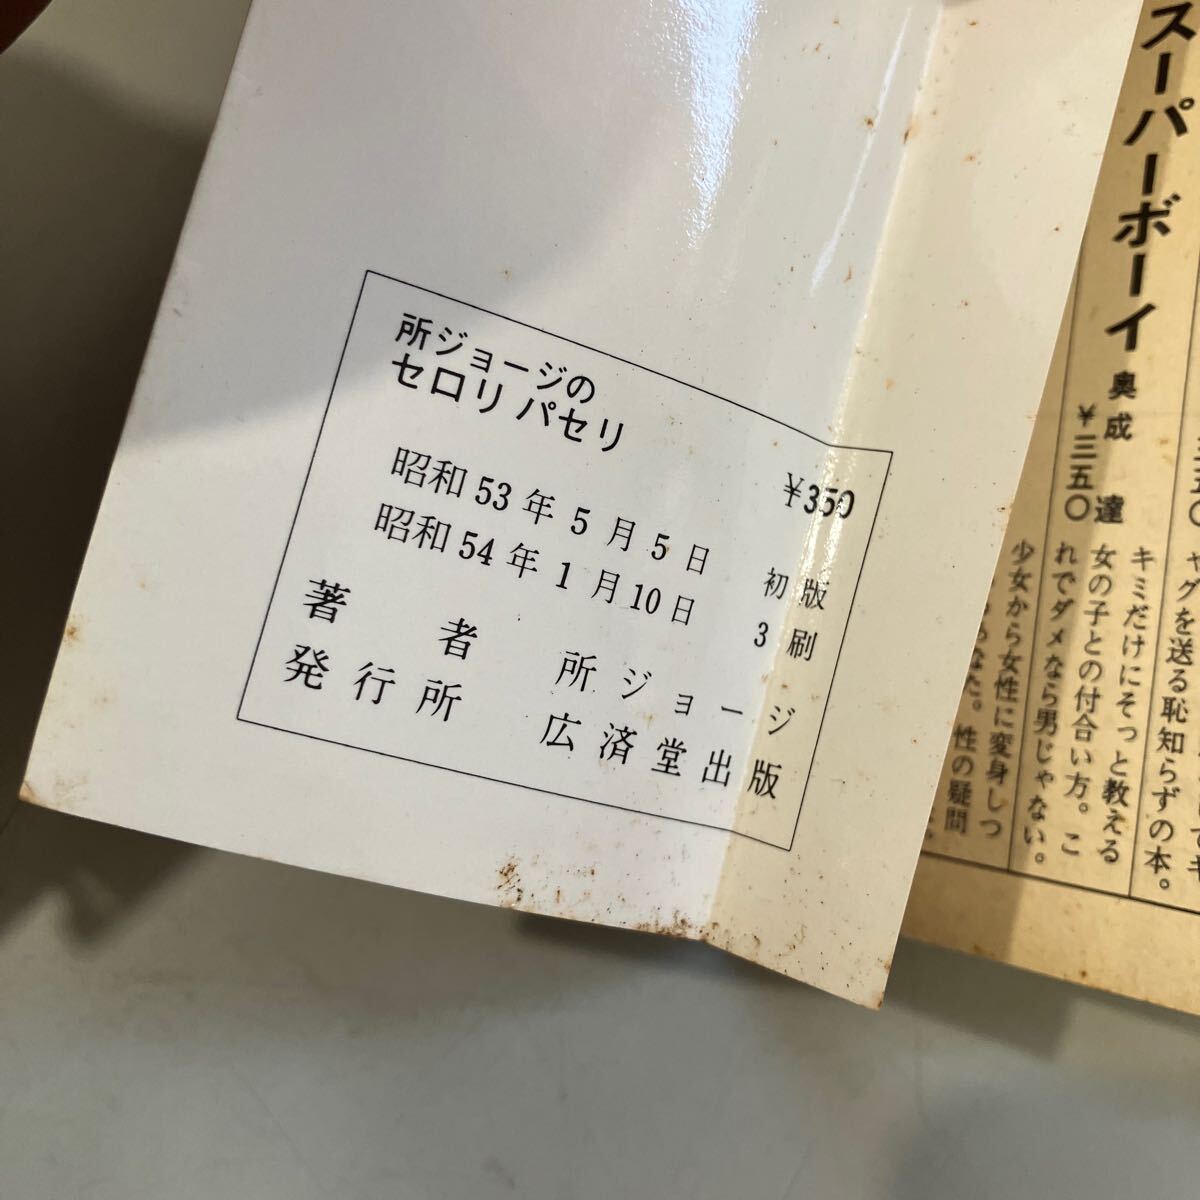 所ジョージの
セロリ パセリ
¥350
昭和53年5月5日 初版
昭和54年1月10日 3刷
著者 所ジョージ
発行所 広済堂出版
ャグを送る恥知らずの本。
スーパーボーイ 奥成達
¥三五〇
キミだけにそっと教える
女の子との付合い方。こ
れでダメなら男じゃない。
少女から女性に変身しつ
性の疑問